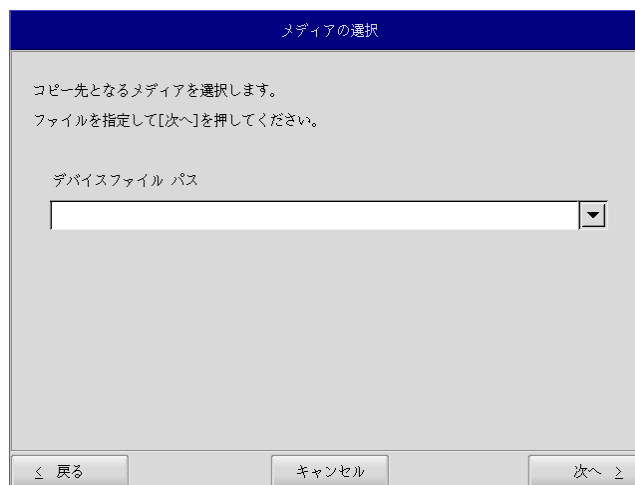 メディアの選択
コピー先となるメディアを選択します。
ファイルを指定して[次へ]を押してください。
デバイスファイル パス
< 戻る
キャンセル
次へ >